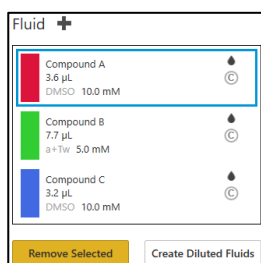 Fluid +
Compound A
3.6 µL
DMSO 10.0 mM
©
Compound B
7.7 µL
a+Tw 5.0 mM
©
Compound C
3.2 µL
DMSO 10.0 mM
©
Remove Selected Create Diluted Fluids